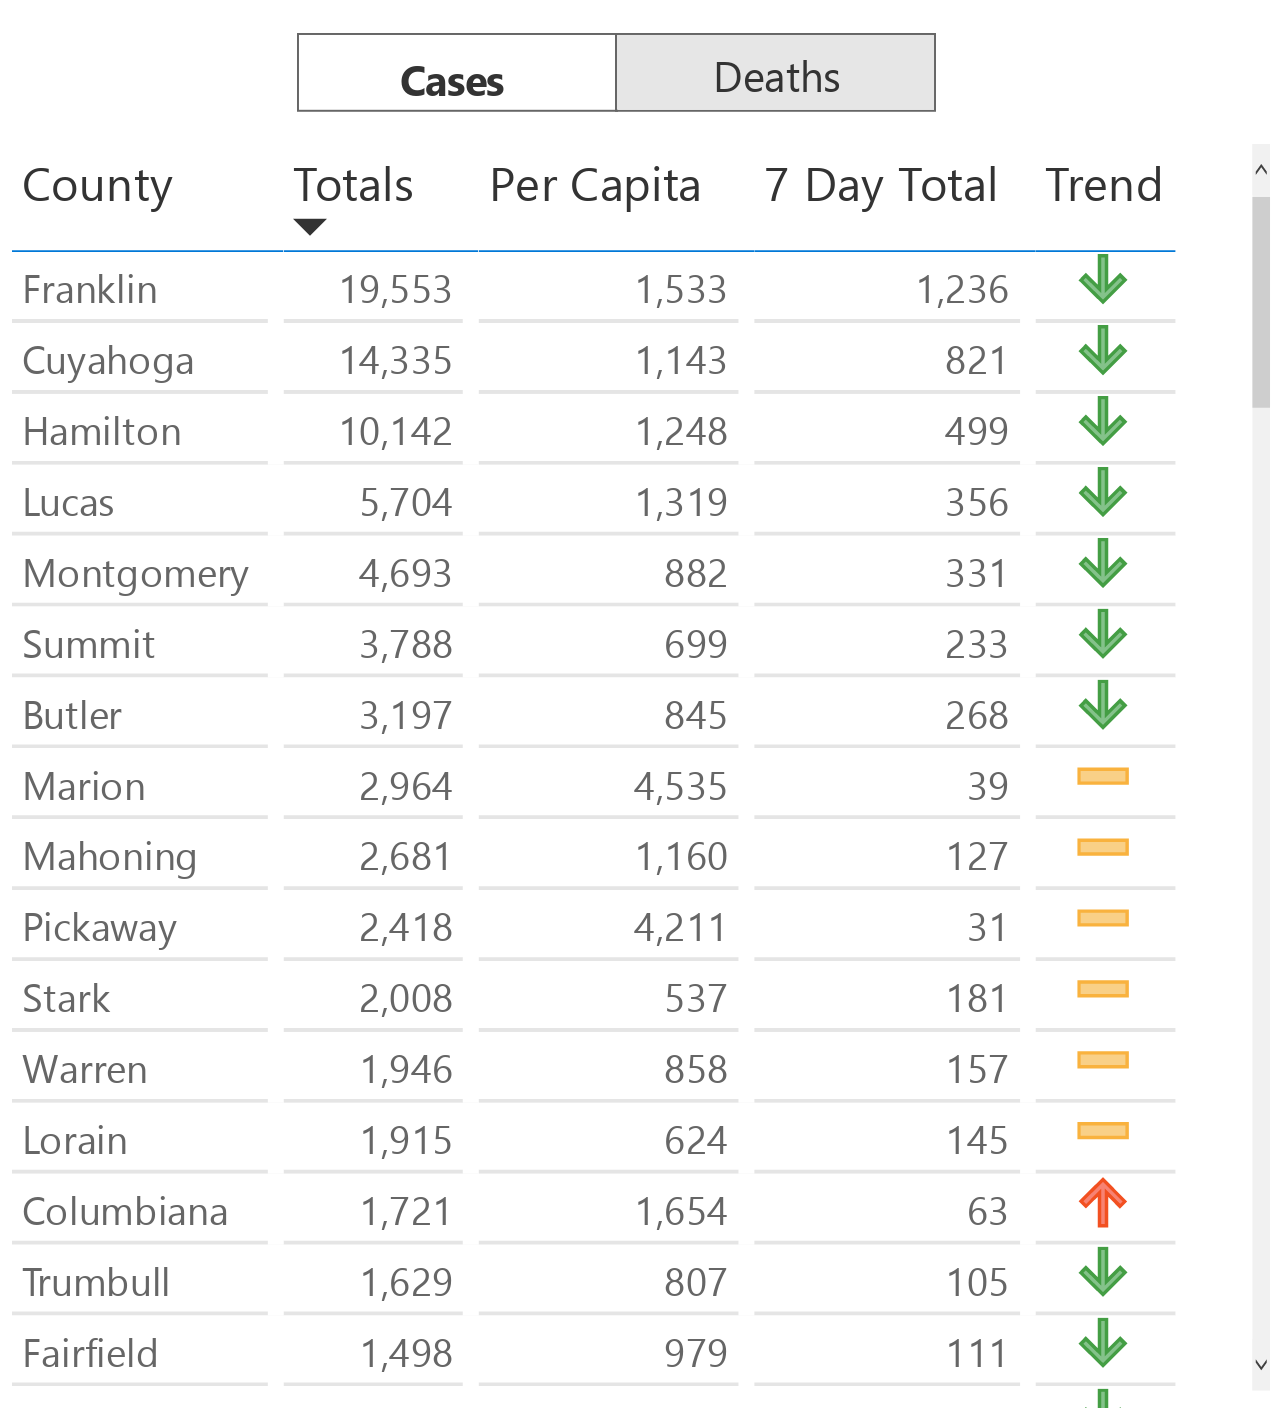 Cases Deaths
County Totals Per Capita 7 Day Total Trend
Franklin 19,553 1,533 1,236
Cuyahoga 14,335 1,143 821
Hamilton 10,142 1,248 499
Lucas 5,704 1,319 356
Montgomery 4,693 882 331
Summit 3,788 699 233
Butler 3,197 845 268
Marion 2,964 4,535 39
Mahoning 2,681 1,160 127
Pickaway 2,418 4,211 31
Stark 2,008 537 181
Warren 1,946 858 157
Lorain 1,915 624 145
Columbiana 1,721 1,654 63
Trumbull 1,629 807 105
Fairfield 1,498 979 111